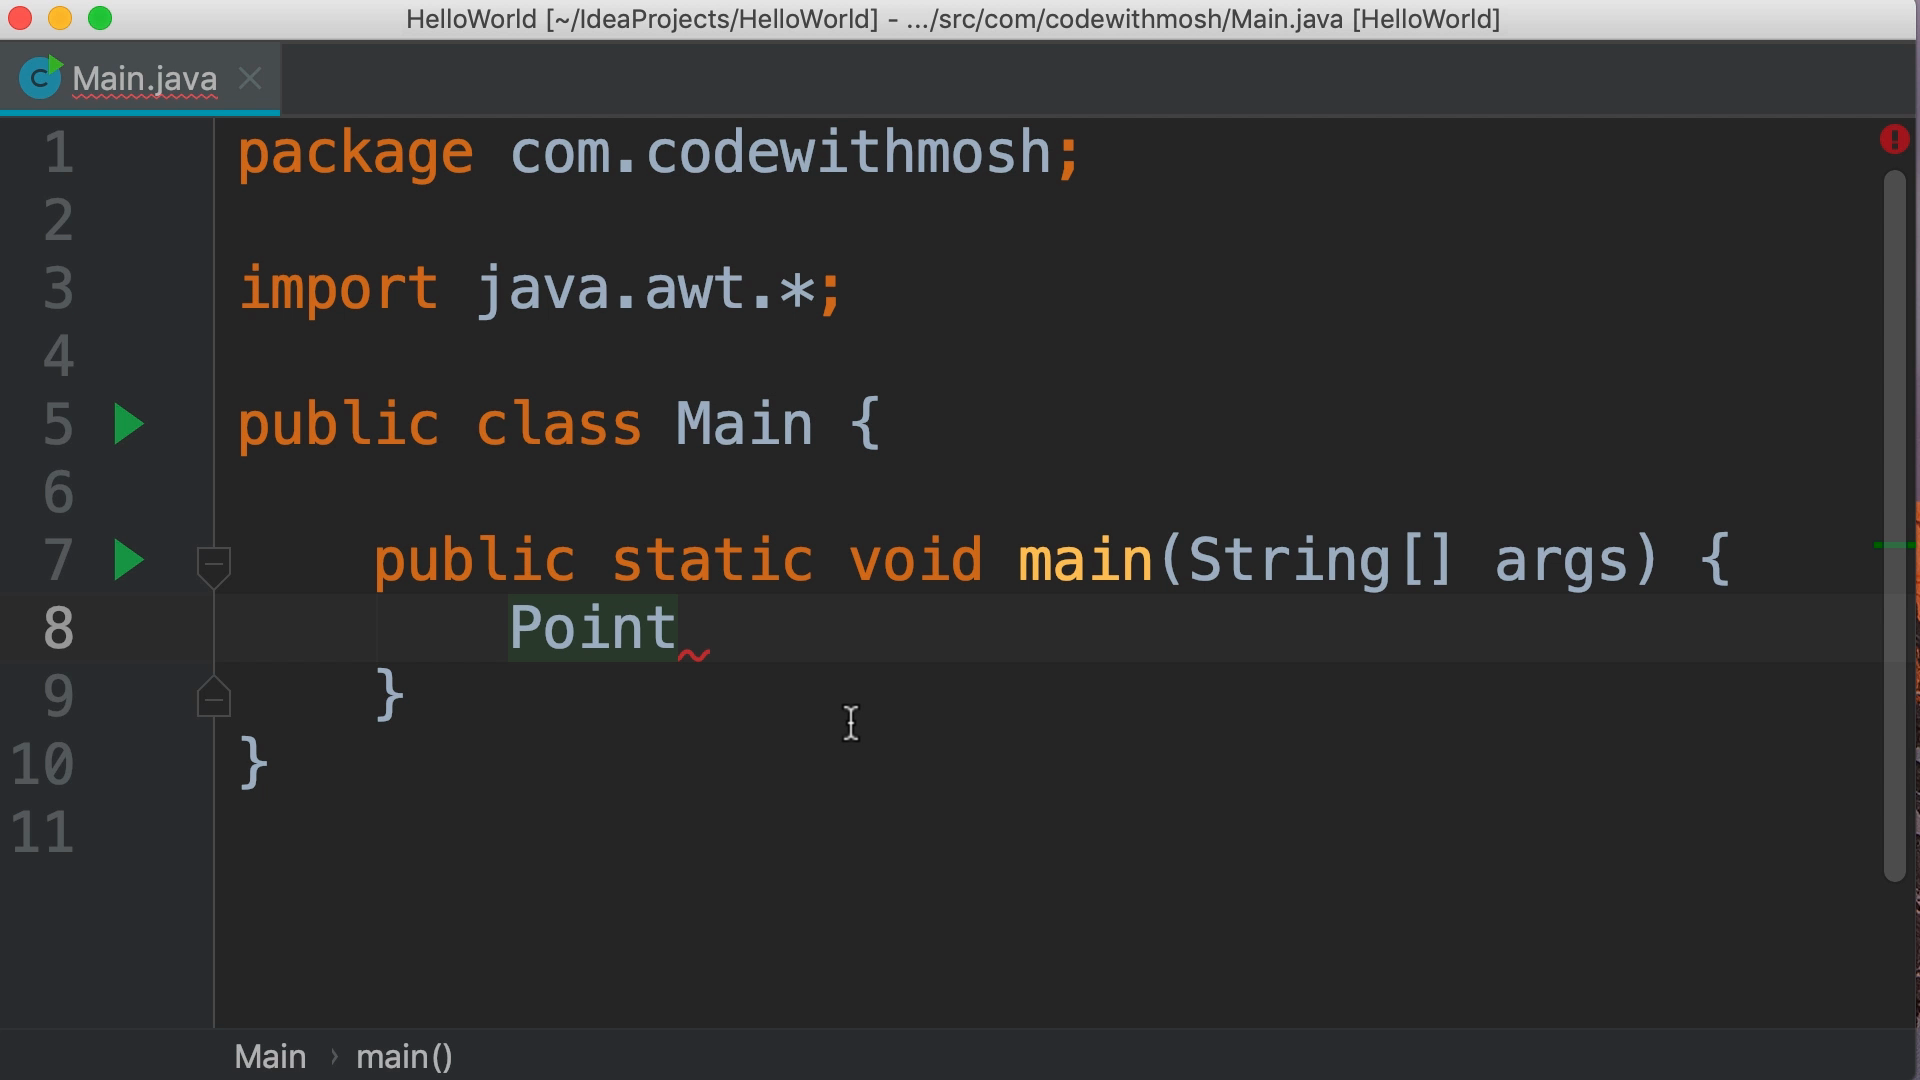 HelloWorld [~/IdeaProjects/HelloWorld] - .../src/com/codewithmosh/Main.java [HelloWorld]
C Main.java
1 package com.codewithmosh;
2
3 import java.awt.*;
4
5 public class Main {
6
7 public static void main(String[] args) {
8 Point
9 }
10 }
11
Main › main()